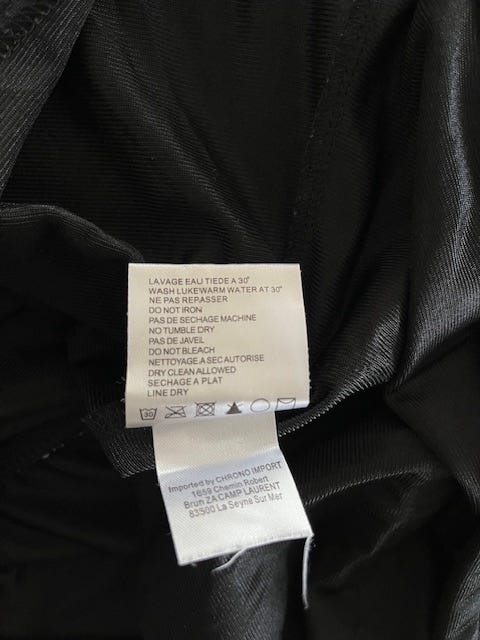 LAVAGE EAU TIEDE A 30°
WASH LUKEWARM WATER AT 30°
NE PAS REPASSER
DO NOT IRON
PAS DE SECHAGE MACHINE
NO TUMBLE DRY
PAS DE JAVEL
DO NOT BLEACH
NETTOYAGE A SEC AUTORISE
DRY CLEAN ALLOWED
SECHAGE A PLAT
LINE DRY
30
Imported by CHRONO IMPORT
1659 Chemin Robert
Brun ZA CAMP LAURENT
83500 La Seyne Sur Mer